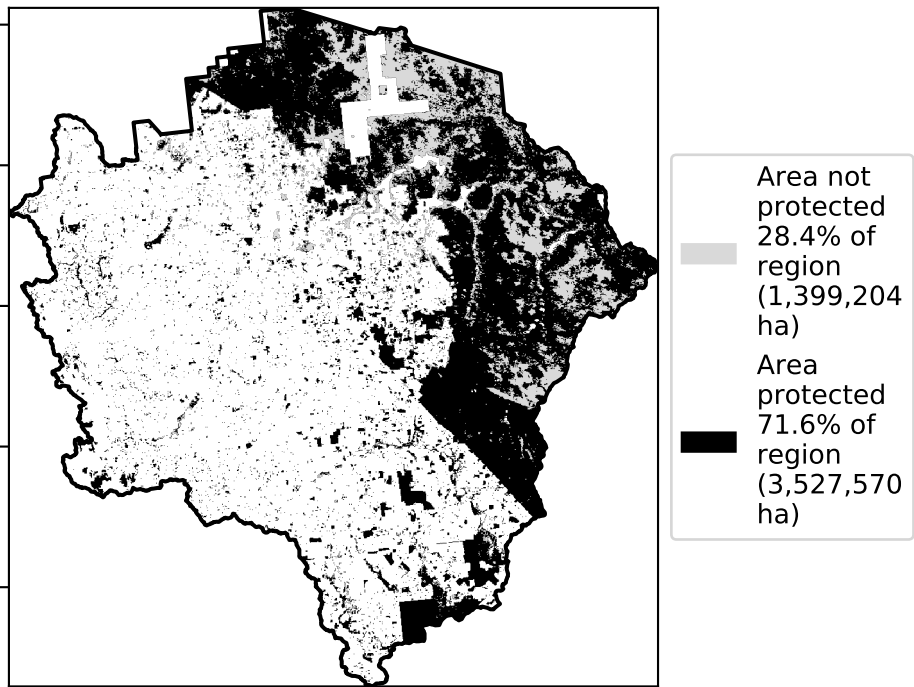 Area not
protected
28.4% of
region
(1,399,204
ha)
Area
protected
71.6% of
region
(3,527,570
ha)